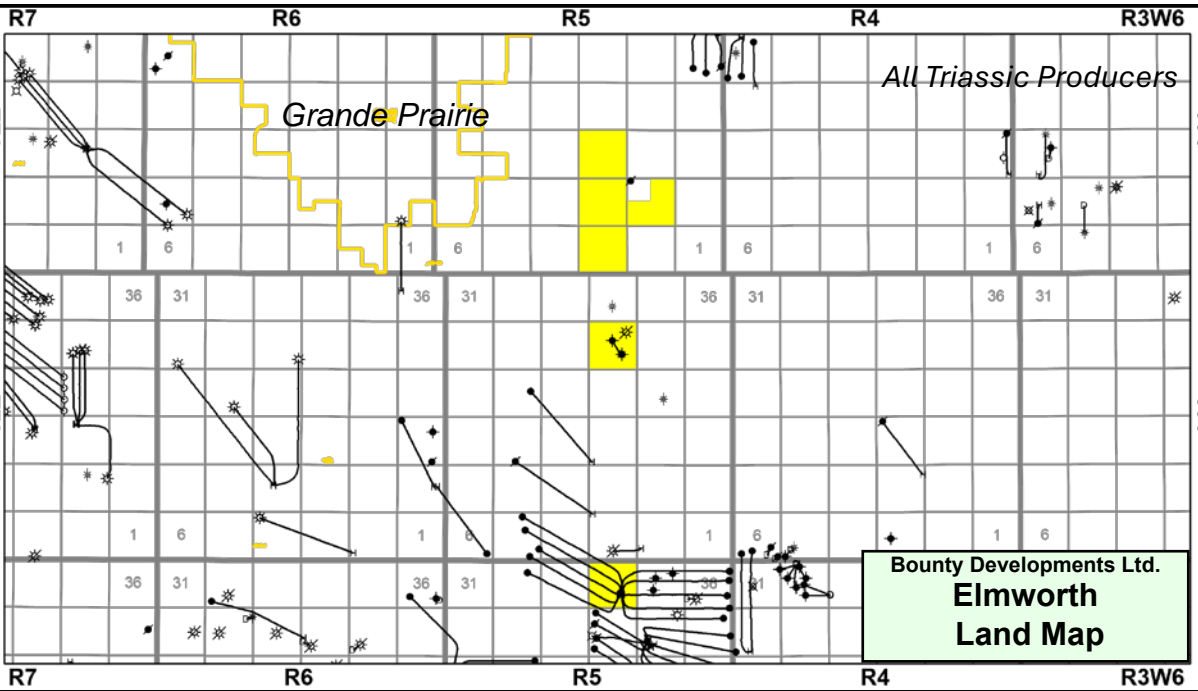 R7 R6 R5 R4 R3W6
All Triassic Producers
Grande Prairie
1 6 1 6 1 6 1 6
36 31 36 31 36 31 36 31
1 6 1 6 1 6 1 6
36 31 36 31 36 31
Bounty Developments Ltd.
Elmworth
Land Map
R7 R6 R5 R4 R3W6